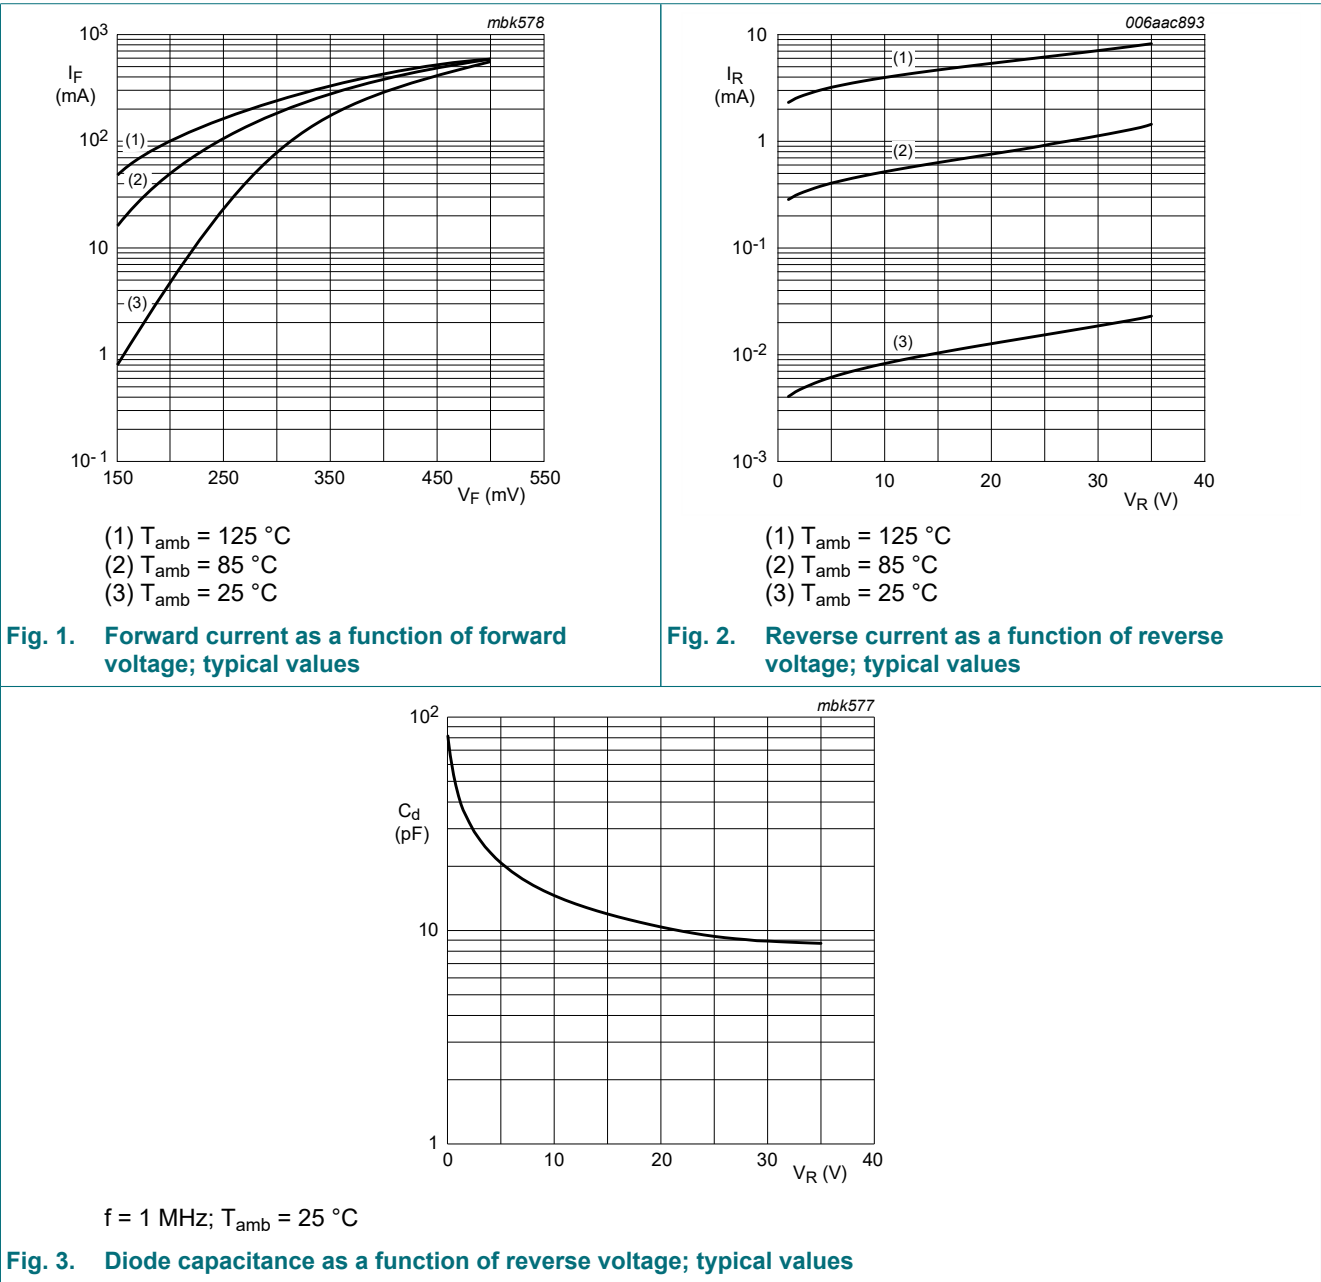 mbk578
10³
I_F
(mA)
10²
10
1
10⁻¹
(1)
(2)
(3)
150 250 350 450 550
V_F (mV)
(1) T_amb = 125 °C
(2) T_amb = 85 °C
(3) T_amb = 25 °C
Fig. 1. Forward current as a function of forward
voltage; typical values
006aac893
10
I_R
(mA)
1
10⁻¹
10⁻²
10⁻³
(1)
(2)
(3)
0 10 20 30 40
V_R (V)
(1) T_amb = 125 °C
(2) T_amb = 85 °C
(3) T_amb = 25 °C
Fig. 2. Reverse current as a function of reverse
voltage; typical values
mbk577
10²
C_d
(pF)
10
1
0 10 20 30 40
V_R (V)
f = 1 MHz; T_amb = 25 °C
Fig. 3. Diode capacitance as a function of reverse voltage; typical values